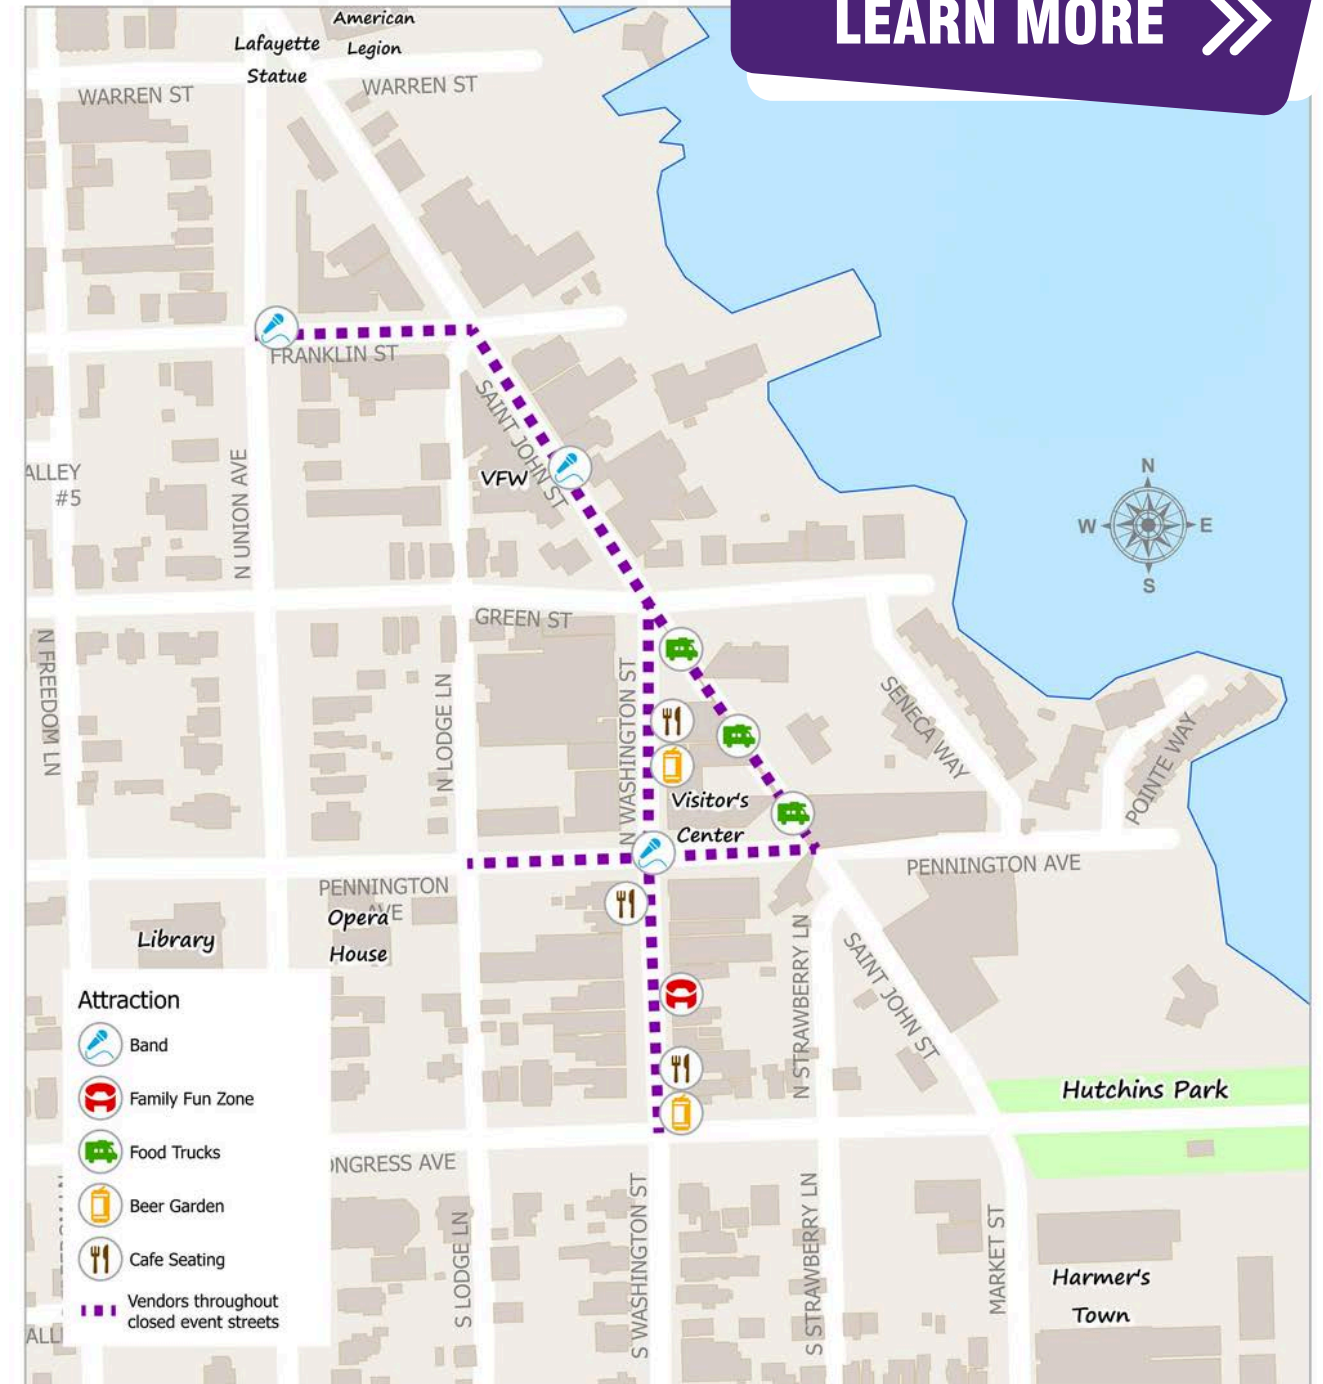 LEARN MORE
American
Legion
Lafayette
Statue
WARREN ST
WARREN ST
FRANKLIN ST
SAINT JOHN ST
VFW
ALLEY
#5
N UNION AVE
N
W E
S
GREEN ST
N FREEDOM LN
N LODGE LN
N WASHINGTON ST
SENECA WAY
POINTE WAY
Visitor's
Center
PENNINGTON AVE
PENNINGTON
AVE
Opera
House
Library
N STRAWBERRY LN
SAINT JOHN ST
Hutchins Park
Attraction
Band
Family Fun Zone
Food Trucks
Beer Garden
Cafe Seating
Vendors throughout
closed event streets
ONGRESS AVE
S LODGE LN
S WASHINGTON ST
S STRAWBERRY LN
MARKET ST
Harmer's
Town
ALL